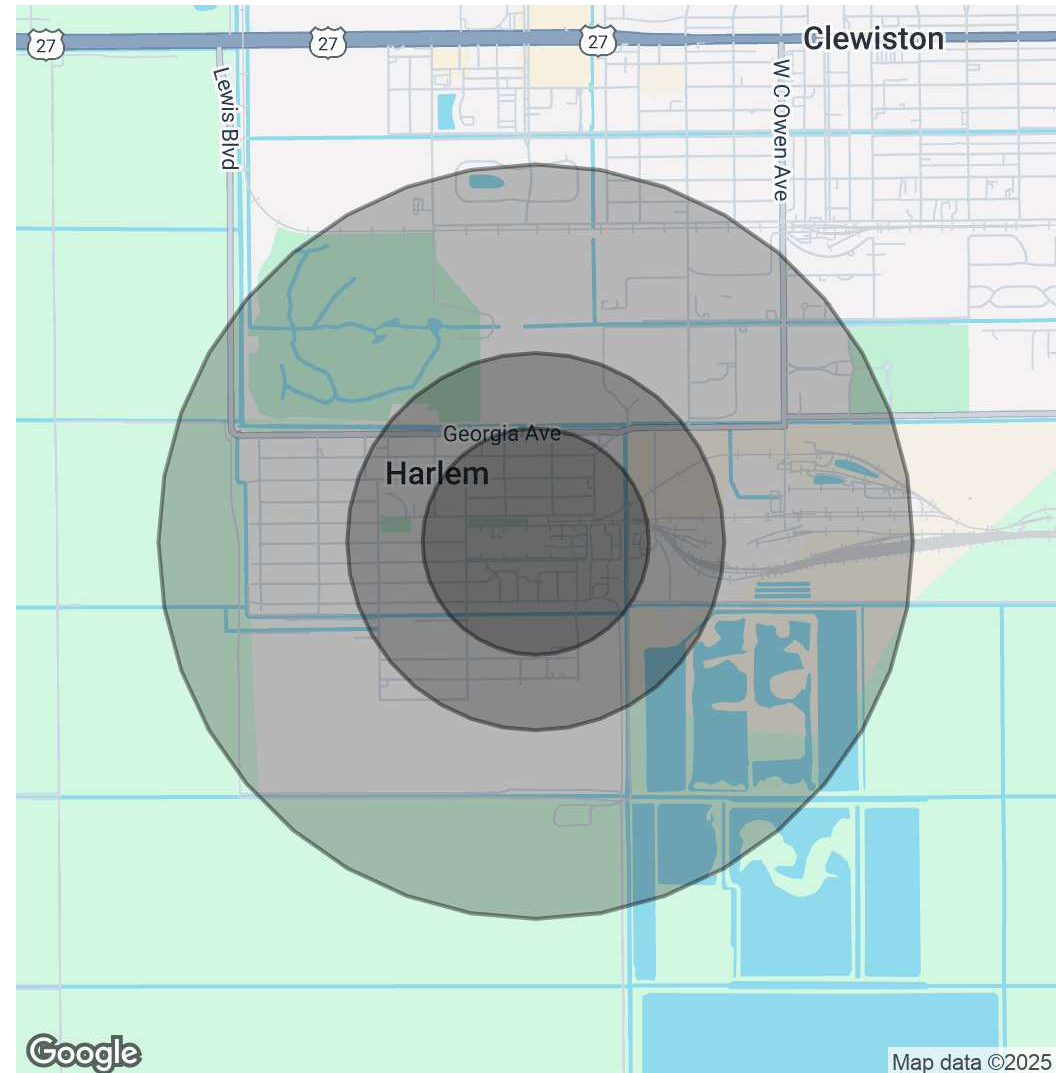 27
27
27
Clewiston
Lewis Blvd
W C Owen Ave
Georgia Ave
Harlem
Google
Map data ©2025